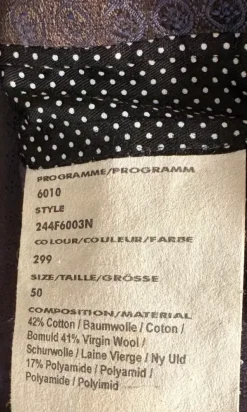 PROGRAMME/PROGRAMM
6010
STYLE
244F6003N
COLOUR/COULEUR/FARBE
299
SIZE/TAILLE/GRÖSSE
50
COMPOSITION/MATERIAL
42% Cotton / Baumwolle / Coton /
Bomuld 41% Virgin Wool /
Schurwolle / Laine Vierge / Ny Uld
17% Polyamide / Polyamid /
Polyamide / Polyimid